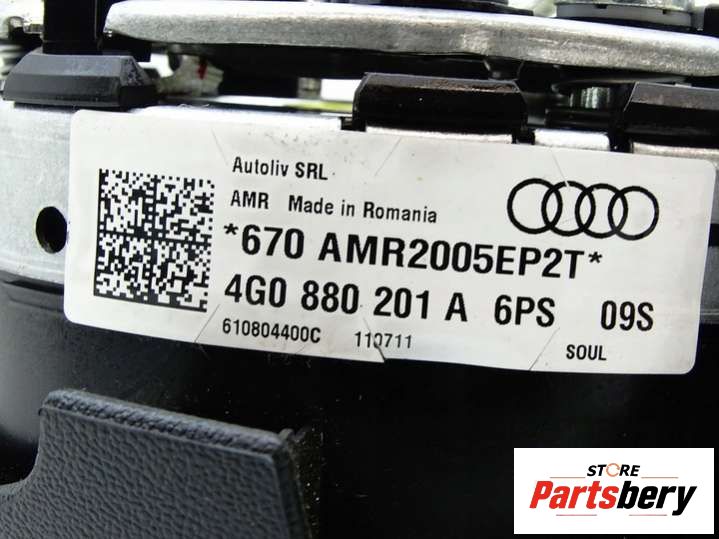 Autoliv SRL
AMR Made in Romania
*670 AMR2005EP2T*
4G0 880 201 A 6PS 09S
610804400C 110711
SOUL
STORE
Partsbery